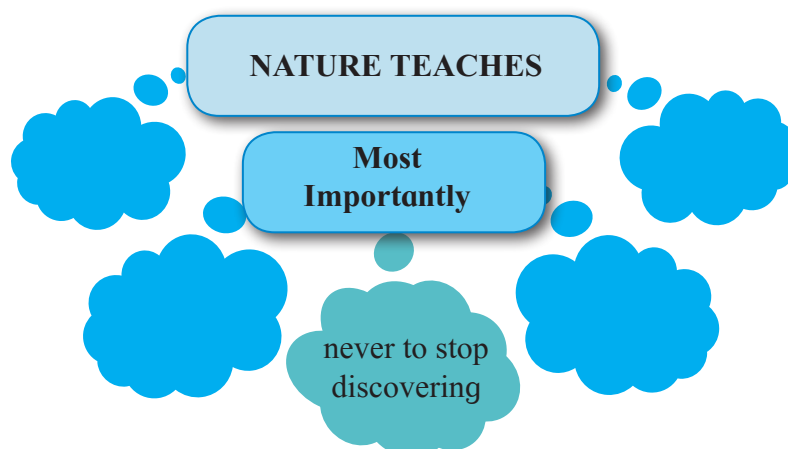 NATURE TEACHES
Most
Importantly
never to stop
discovering